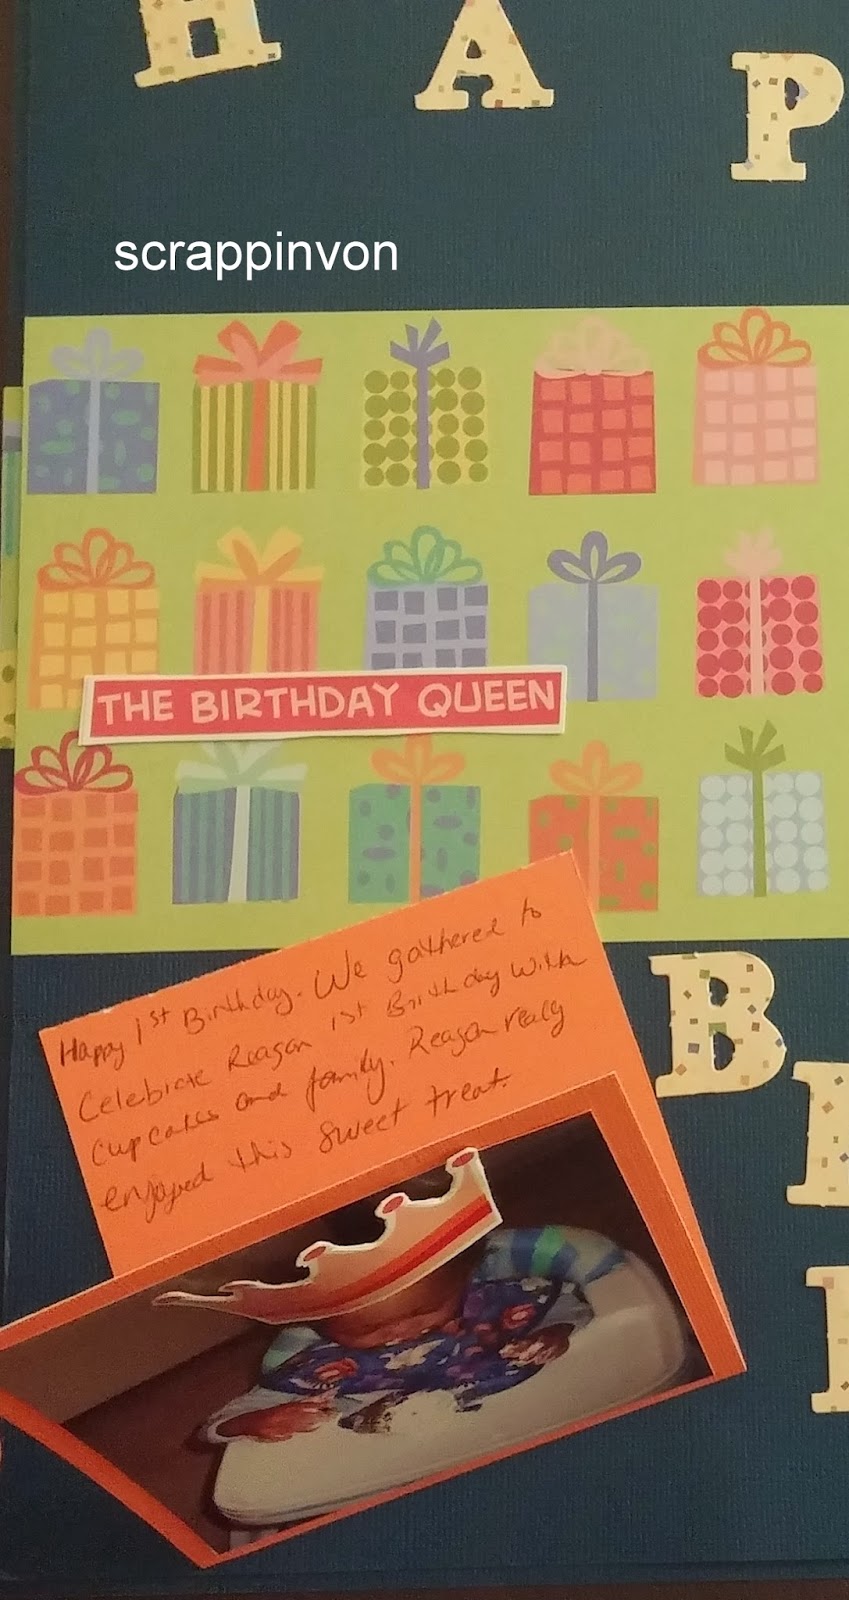 H A P
scrappinvon
THE BIRTHDAY QUEEN
Happy 1st Birthday. We gathered to
Celebrate Reagan 1st Birthday with
Cupcakes and family. Reagan really
enjoyed this sweet treat.
B